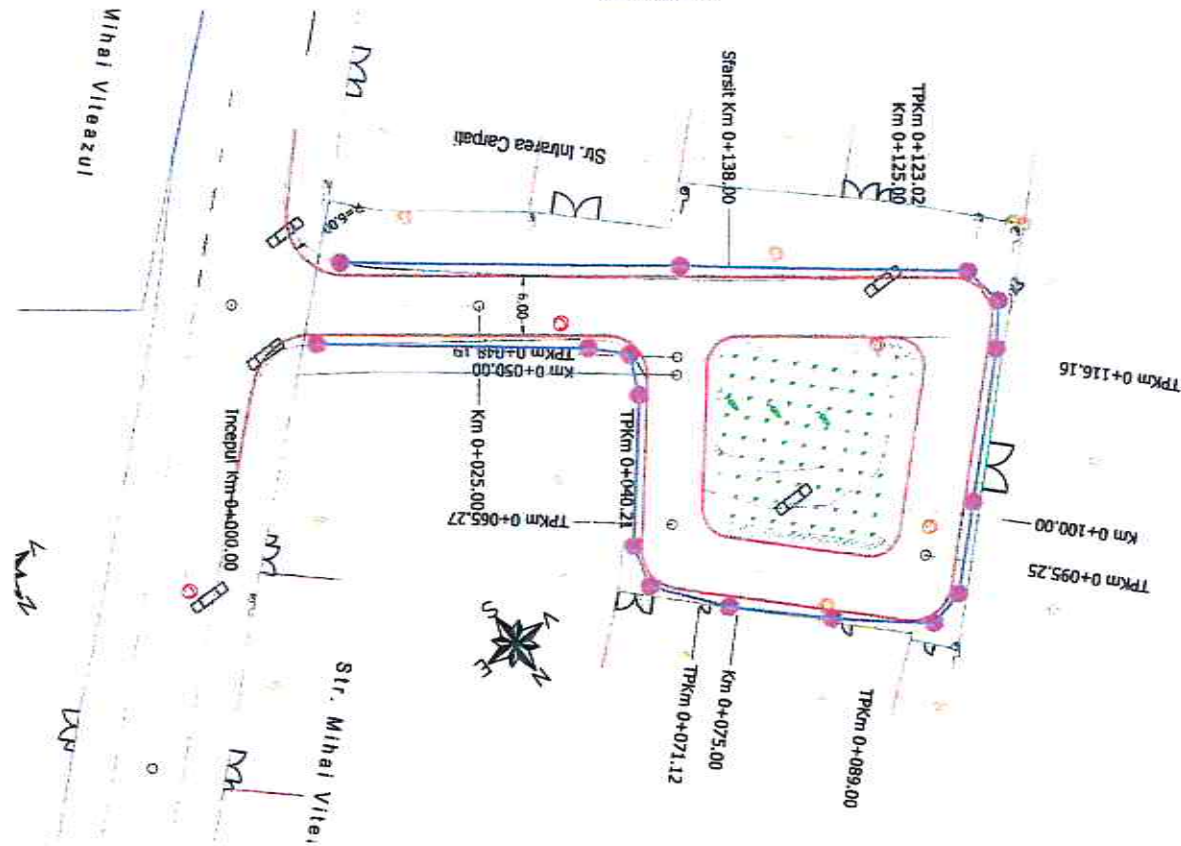 Mihai Viteazul
Str. Intrarea Carpati
Sfarsit Km 0+138.00
TPKm 0+123.02
Km 0+125.00
R=6.00
6.00
TPKm 0+116.16
TPKm 0+048.19
Km 0+050.00
Inceput Km 0+000.00
Km 0+025.00
TPKm 0+040.21
TPKm 0+065.27
Km 0+100.00
TPKm 0+095.25
TPKm 0+071.12
Km 0+075.00
TPKm 0+089.00
Str. Mihai Vitei
N
E